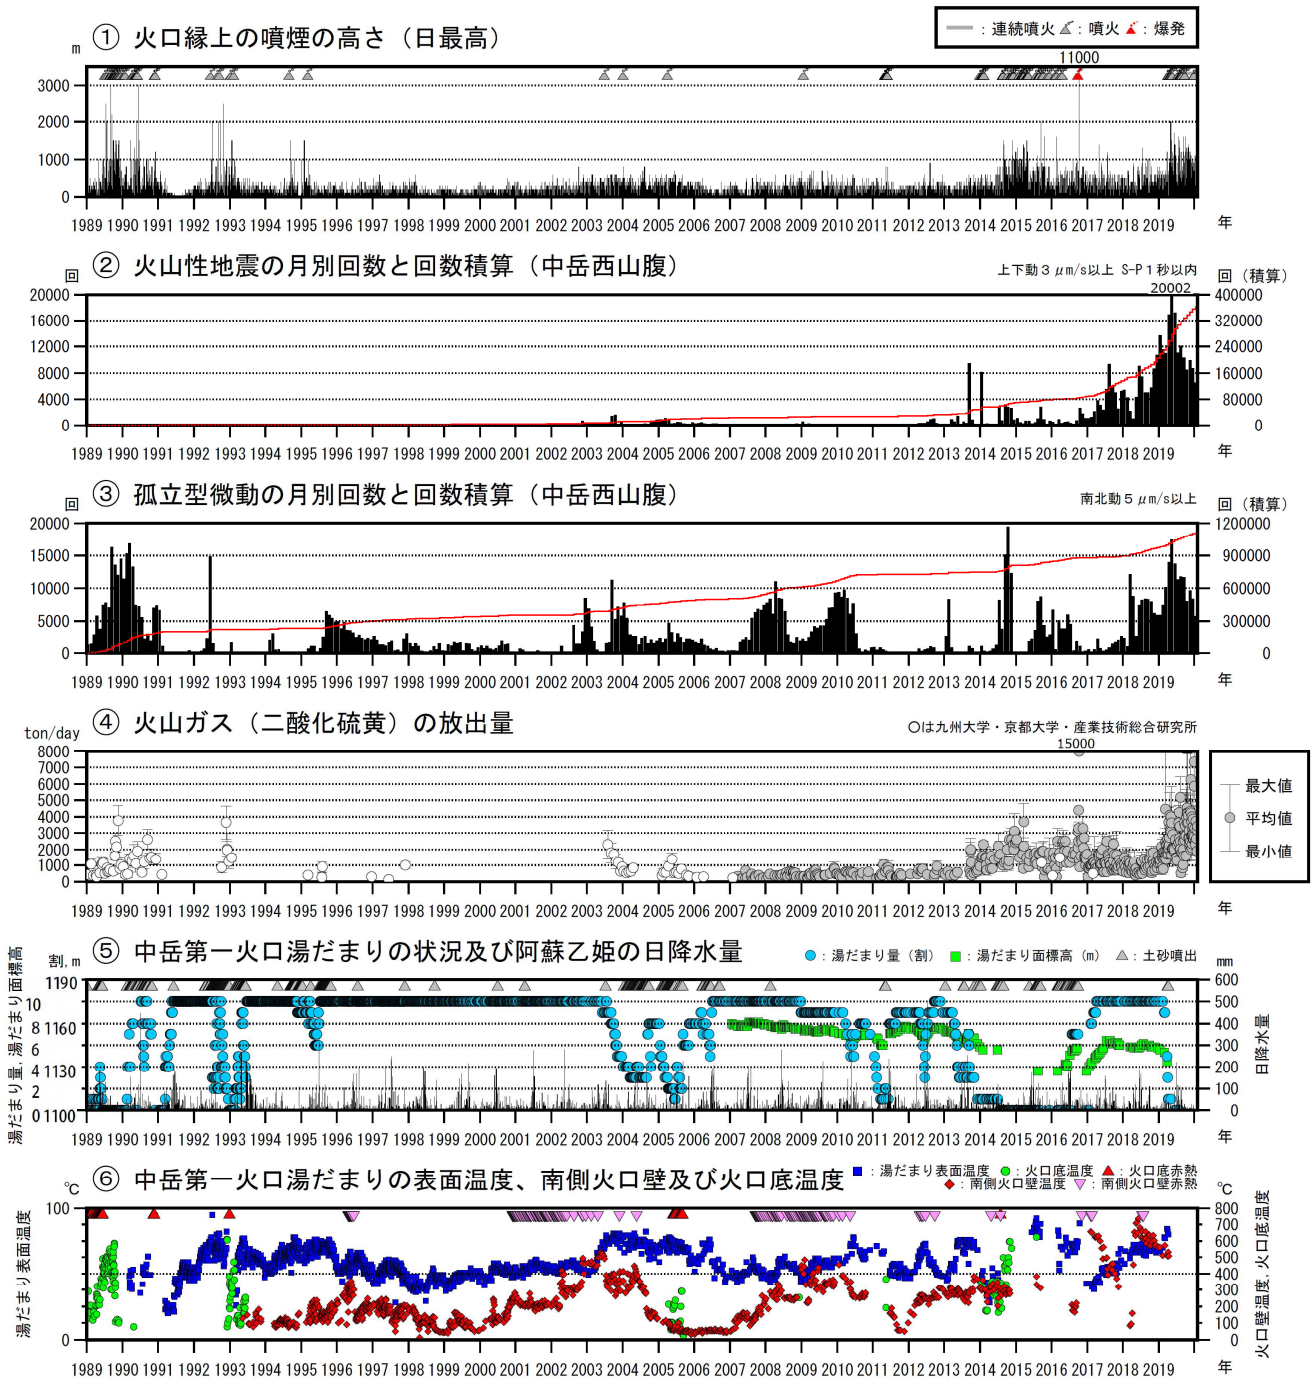 ① 火口縁上の噴煙の高さ（日最高）
━ : 連続噴火 △ : 噴火 ▲ : 爆発
m
11000
3000
2000
1000
0
1989 1990 1991 1992 1993 1994 1995 1996 1997 1998 1999 2000 2001 2002 2003 2004 2005 2006 2007 2008 2009 2010 2011 2012 2013 2014 2015 2016 2017 2018 2019
年
② 火山性地震の月別回数と回数積算（中岳西山腹）
上下動３μm/s以上 S-P１秒以内
回
回（積算）
20002
20000 400000
16000 320000
12000 240000
8000 160000
4000 80000
0 0
1989 1990 1991 1992 1993 1994 1995 1996 1997 1998 1999 2000 2001 2002 2003 2004 2005 2006 2007 2008 2009 2010 2011 2012 2013 2014 2015 2016 2017 2018 2019
年
③ 孤立型微動の月別回数と回数積算（中岳西山腹）
南北動５μm/s以上
回
回（積算）
20000 1200000
15000 900000
10000 600000
5000 300000
0 0
1989 1990 1991 1992 1993 1994 1995 1996 1997 1998 1999 2000 2001 2002 2003 2004 2005 2006 2007 2008 2009 2010 2011 2012 2013 2014 2015 2016 2017 2018 2019
年
④ 火山ガス（二酸化硫黄）の放出量
○は九州大学・京都大学・産業技術総合研究所
ton/day
15000
8000
7000
6000
5000
4000
3000
2000
1000
0
最大値
平均値
最小値
1989 1990 1991 1992 1993 1994 1995 1996 1997 1998 1999 2000 2001 2002 2003 2004 2005 2006 2007 2008 2009 2010 2011 2012 2013 2014 2015 2016 2017 2018 2019
年
⑤ 中岳第一火口湯だまりの状況及び阿蘇乙姫の日降水量
● : 湯だまり量（割） ■ : 湯だまり面標高（m） △ : 土砂噴出
割, m
mm
湯だまり量, 湯だまり面標高
日降水量
1190 600
10 500
8 1160 400
6 300
4 1130 200
2 100
0 1100 0
1989 1990 1991 1992 1993 1994 1995 1996 1997 1998 1999 2000 2001 2002 2003 2004 2005 2006 2007 2008 2009 2010 2011 2012 2013 2014 2015 2016 2017 2018 2019
年
⑥ 中岳第一火口湯だまりの表面温度、南側火口壁及び火口底温度
■ : 湯だまり表面温度 ● : 火口底温度 ▲ : 火口底赤熱
◆ : 南側火口壁温度 ▽ : 南側火口壁赤熱
℃
℃
湯だまり表面温度
火口壁温度, 火口底温度
100 800
700
600
500
400
300
200
100
0 0
1989 1990 1991 1992 1993 1994 1995 1996 1997 1998 1999 2000 2001 2002 2003 2004 2005 2006 2007 2008 2009 2010 2011 2012 2013 2014 2015 2016 2017 2018 2019
年